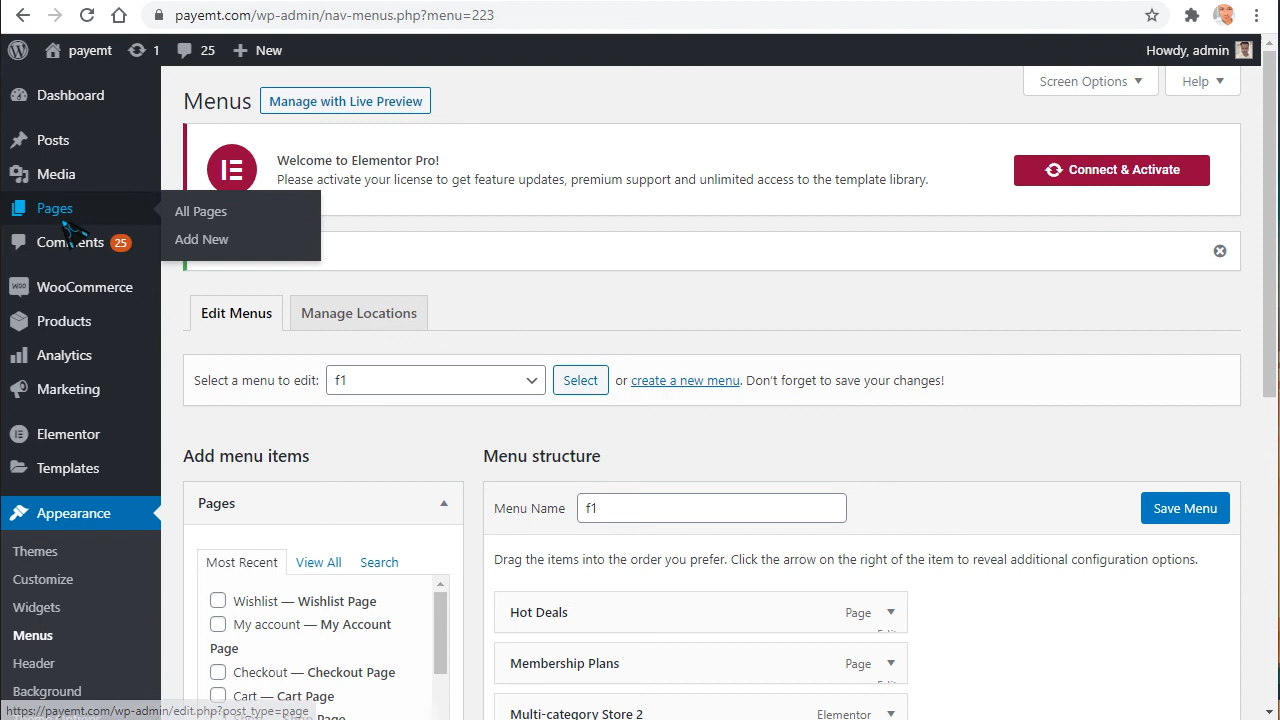 payemt.com/wp-admin/nav-menus.php?menu=223
payemt
1
25
New
Howdy, admin
Dashboard
Posts
Media
Pages
Comments 25
WooCommerce
Products
Analytics
Marketing
Elementor
Templates
Appearance
Themes
Customize
Widgets
Menus
Header
Background
All Pages
Add New
Menus
Manage with Live Preview
Screen Options
Help
Welcome to Elementor Pro!
Please activate your license to get feature updates, premium support and unlimited access to the template library.
Connect & Activate
Edit Menus
Manage Locations
Select a menu to edit: f1 Select or create a new menu. Don't forget to save your changes!
Add menu items
Pages
Most Recent View All Search
Wishlist — Wishlist Page
My account — My Account
Page
Checkout — Checkout Page
Cart — Cart Page
Menu structure
Menu Name f1 Save Menu
Drag the items into the order you prefer. Click the arrow on the right of the item to reveal additional configuration options.
Hot Deals Page
Membership Plans Page
Multi-category Store 2 Elementor
https://payemt.com/wp-admin/edit.php?post_type=page